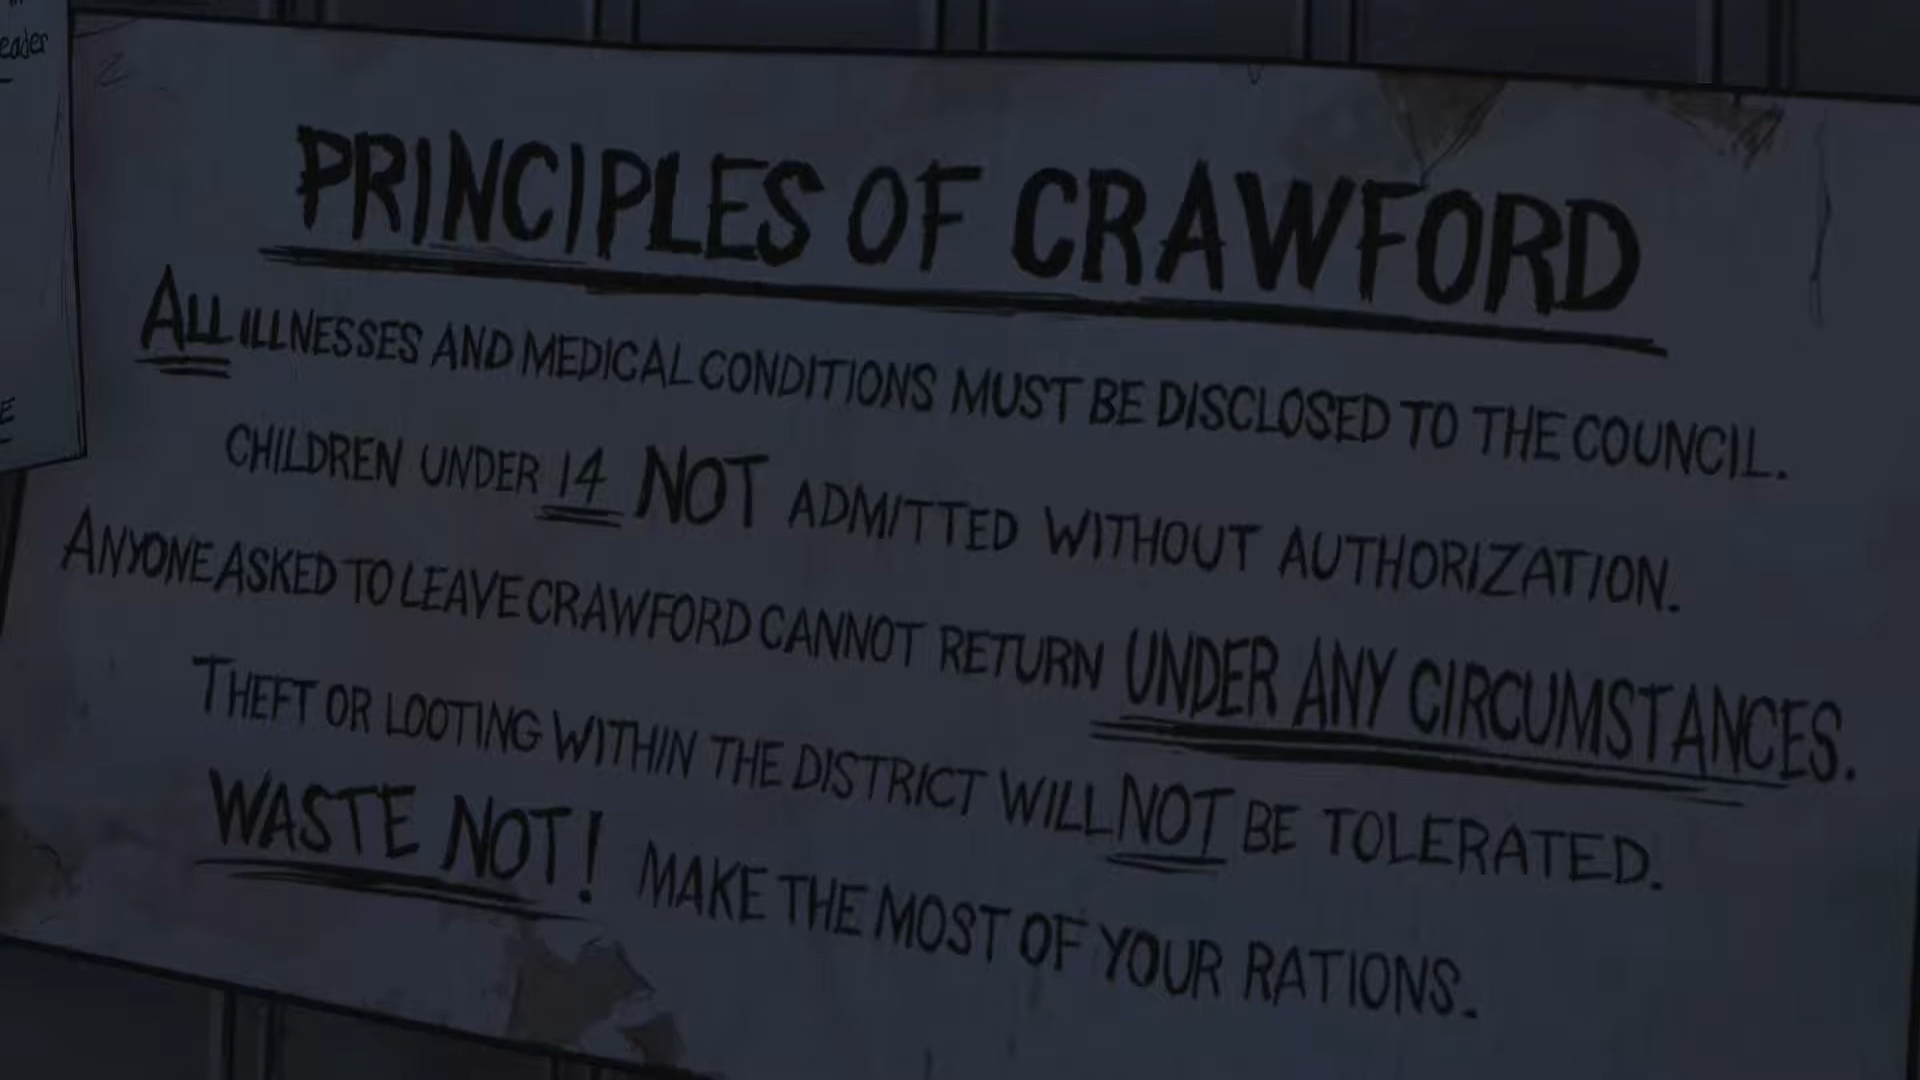 eader
E
PRINCIPLES OF CRAWFORD
ALL ILLNESSES AND MEDICAL CONDITIONS MUST BE DISCLOSED TO THE COUNCIL.
CHILDREN UNDER 14 NOT ADMITTED WITHOUT AUTHORIZATION.
ANYONE ASKED TO LEAVE CRAWFORD CANNOT RETURN UNDER ANY CIRCUMSTANCES.
THEFT OR LOOTING WITHIN THE DISTRICT WILL NOT BE TOLERATED.
WASTE NOT! MAKE THE MOST OF YOUR RATIONS.